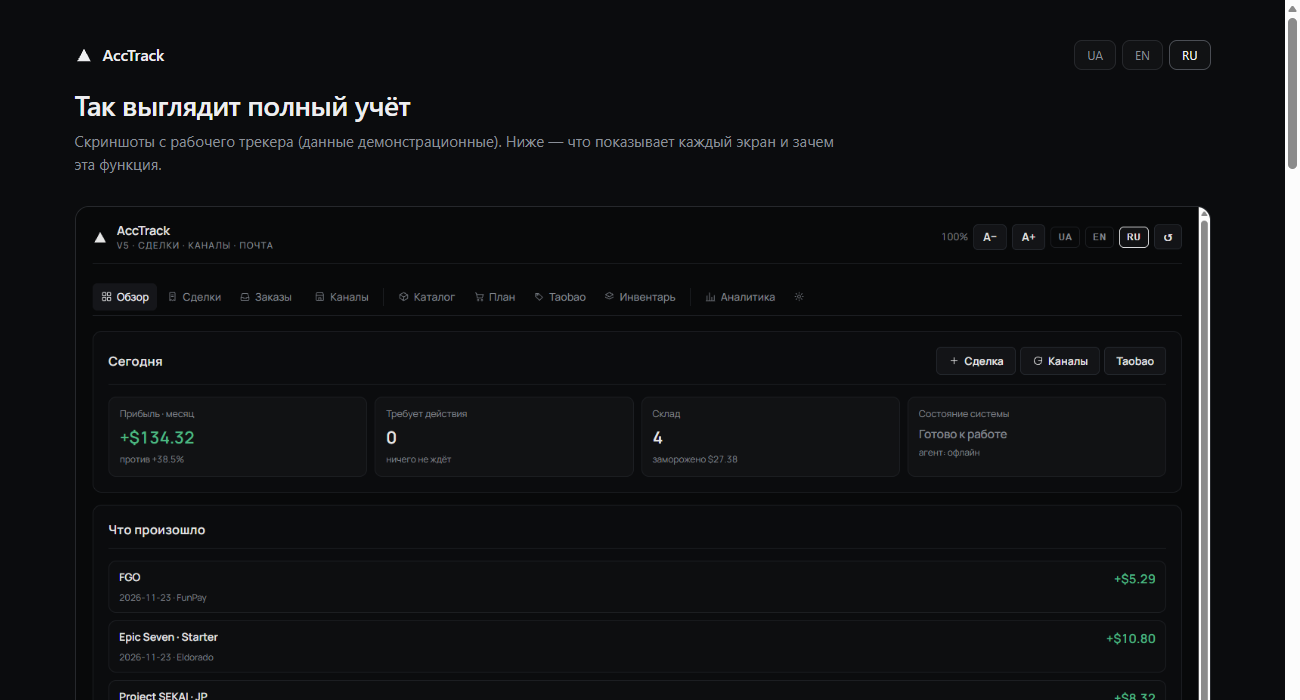 AccTrack
UA EN RU
Так выглядит полный учёт
Скриншоты с рабочего трекера (данные демонстрационные). Ниже — что показывает каждый экран и зачем
эта функция.
AccTrack
V5 · СДЕЛКИ · КАНАЛЫ · ПОЧТА
100% A− A+ UA EN RU ↺
Обзор Сделки Заказы Каналы Каталог План Taobao Инвентарь Аналитика
Сегодня
+ Сделка Каналы Taobao
Прибыль · месяц
+$134.32
против +38.5%
Требует действия
0
ничего не ждёт
Склад
4
заморожено $27.38
Состояние системы
Готово к работе
агент: офлайн
Что произошло
FGO
+$5.29
2026-11-23 · FunPay
Epic Seven · Starter
+$10.80
2026-11-23 · Eldorado
Project SEKAI · JP
+$8.32